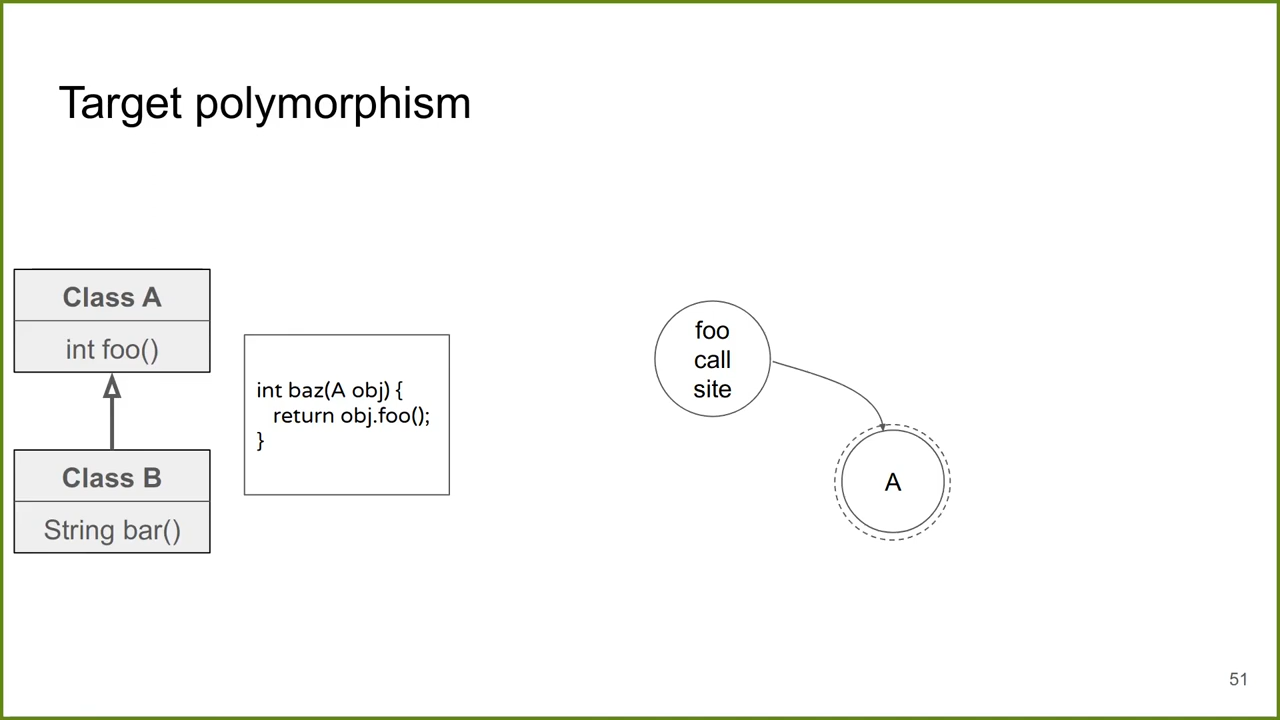 Target polymorphism
Class A
int foo()
Class B
String bar()
int baz(A obj) {
return obj.foo();
}
foo
call
site
A
51